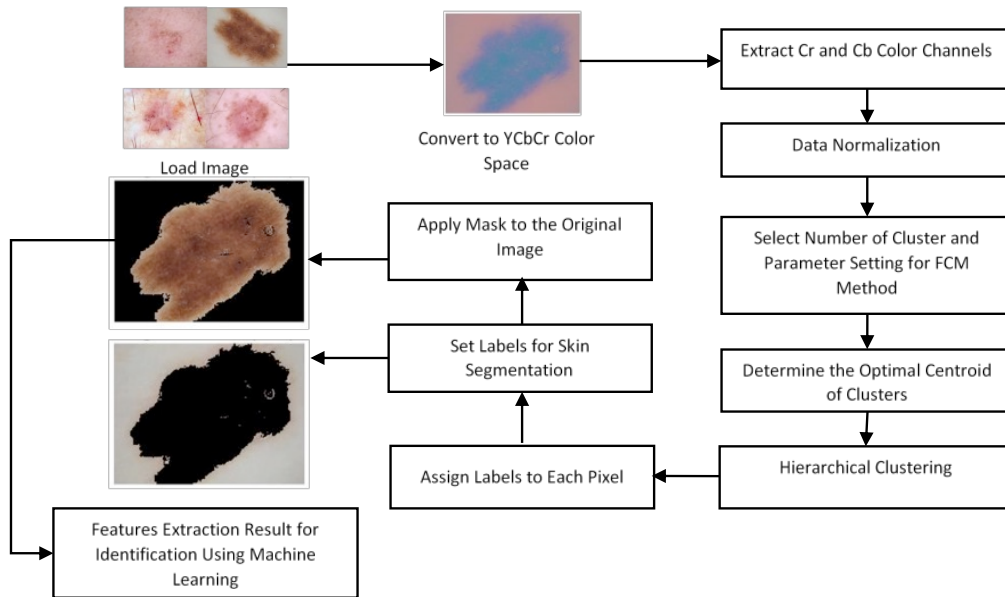 Load Image
Convert to YCbCr Color
Space
Extract Cr and Cb Color Channels
Data Normalization
Select Number of Cluster and
Parameter Setting for FCM
Method
Determine the Optimal Centroid
of Clusters
Hierarchical Clustering
Assign Labels to Each Pixel
Set Labels for Skin
Segmentation
Apply Mask to the Original
Image
Features Extraction Result for
Identification Using Machine
Learning